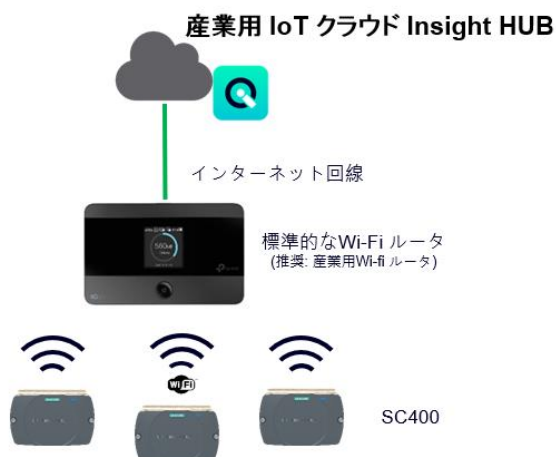 産業用 IoT クラウド Insight HUB
インターネット回線
標準的なWi-Fi ルータ
(推奨: 産業用Wi-fi ルータ)
Wi Fi
SC400